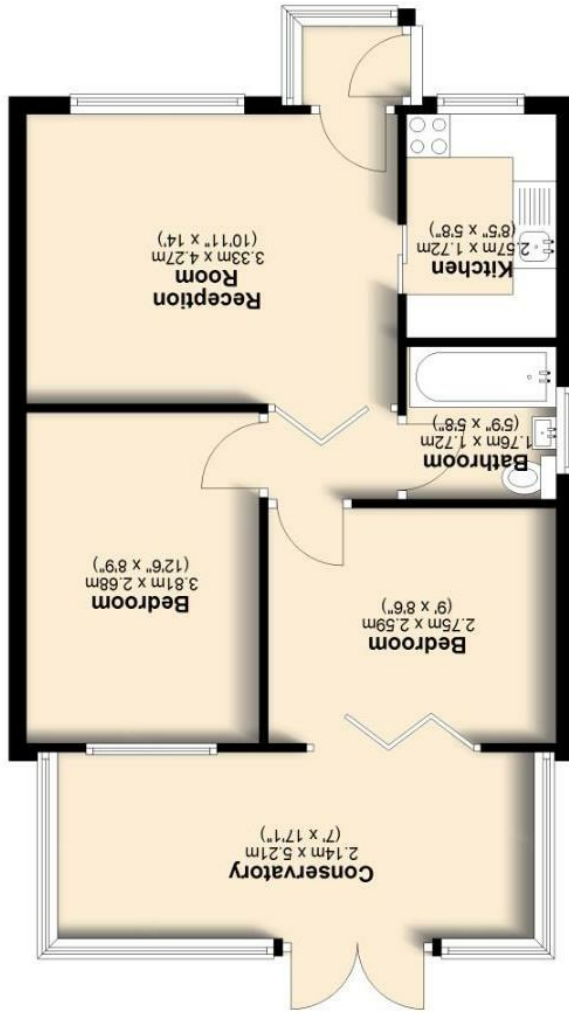 Conservatory
2.14m x 5.21m
(7' x 17'1")
Bedroom
2.75m x 2.59m
(9' x 8'6")
Bedroom
3.81m x 2.68m
(12'6" x 8'9")
Bathroom
1.76m x 1.72m
(5'9" x 5'8")
Kitchen
2.57m x 1.72m
(8'5" x 5'8")
Reception
Room
3.33m x 4.27m
(10'11" x 14')